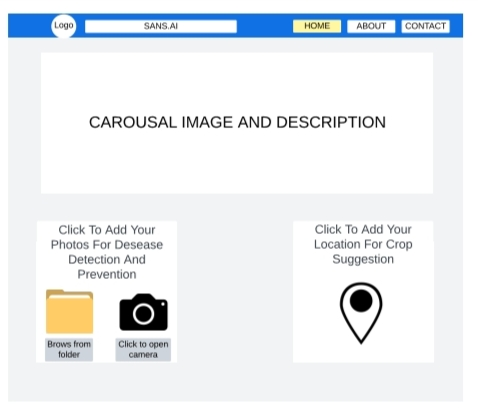 Logo
SANS.AI
HOME
ABOUT
CONTACT
CAROUSAL IMAGE AND DESCRIPTION
Click To Add Your
Photos For Desease
Detection And
Prevention
Brows from
folder
Click to open
camera
Click To Add Your
Location For Crop
Suggestion